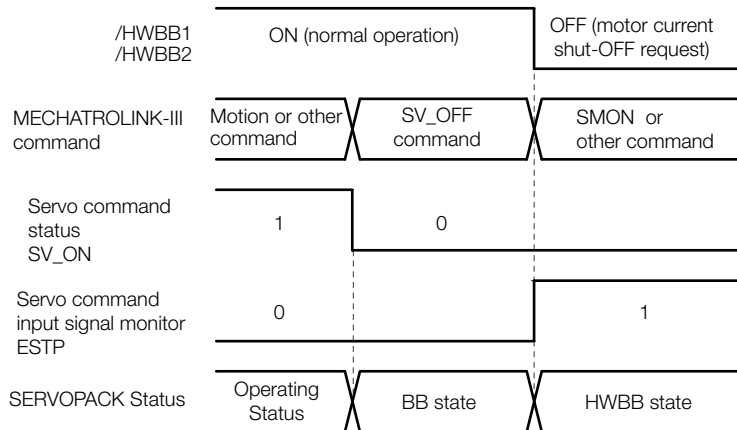 /HWBB1
/HWBB2
ON (normal operation)
OFF (motor current
shut-OFF request)
MECHATROLINK-III
command
Motion or other
command
SV_OFF
command
SMON or
other command
Servo command
status
SV_ON
1
0
Servo command
input signal monitor
ESTP
0
1
SERVOPACK Status
Operating
Status
BB state
HWBB state